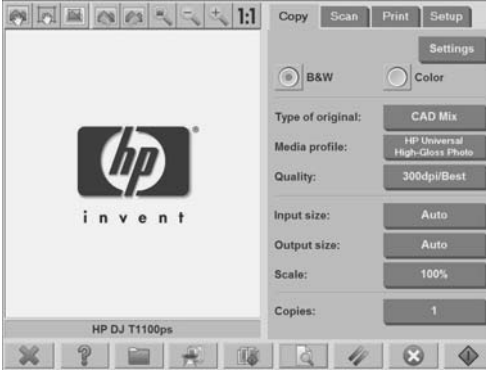 1:1
Copy Scan Print Setup
Settings
B&W Color
Type of original: CAD Mix
Media profile: HP Universal High-Gloss Photo
Quality: 300dpi/Best
Input size: Auto
Output size: Auto
Scale: 100%
Copies: 1
hp
invent
HP DJ T1100ps
?